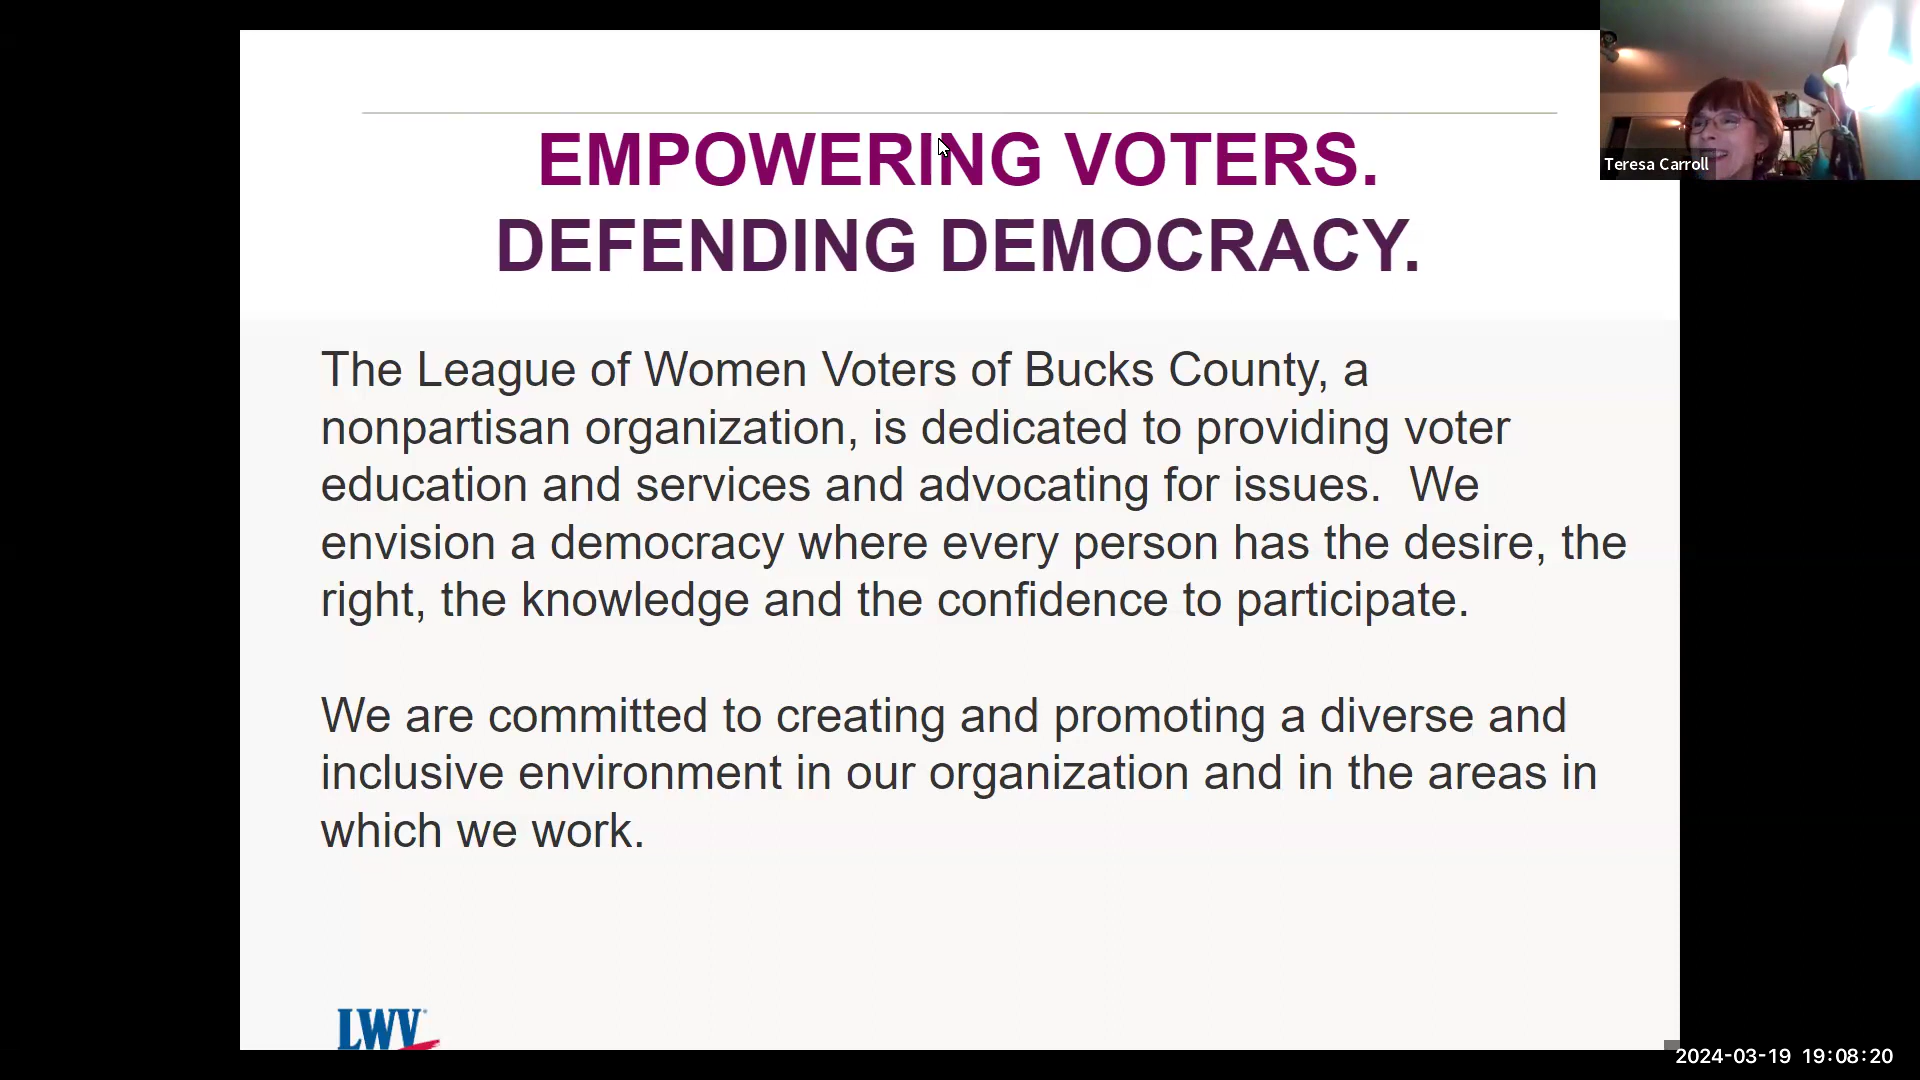 EMPOWERING VOTERS.
DEFENDING DEMOCRACY.
Teresa Carroll
The League of Women Voters of Bucks County, a
nonpartisan organization, is dedicated to providing voter
education and services and advocating for issues.  We
envision a democracy where every person has the desire, the
right, the knowledge and the confidence to participate.
We are committed to creating and promoting a diverse and
inclusive environment in our organization and in the areas in
which we work.
LWV
2024-03-19 19:08:20